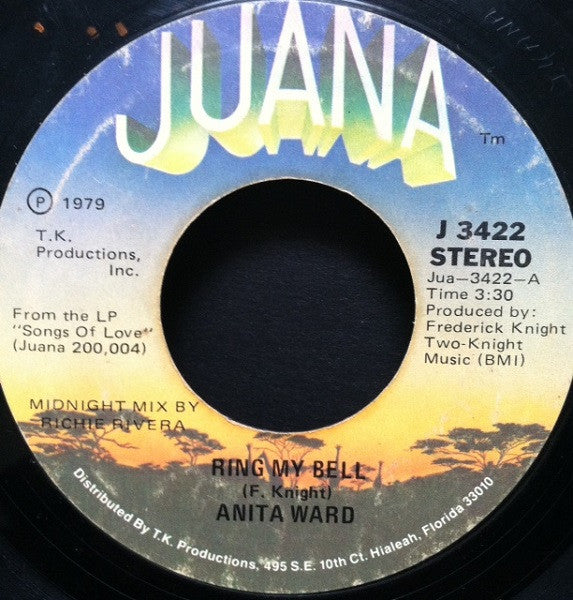 JUANA
Tm
Ⓟ 1979
T.K.
Productions,
Inc.
From the LP
"Songs Of Love"
(Juana 200,004)
MIDNIGHT MIX BY
RICHIE RIVERA
J 3422
STEREO
Jua-3422-A
Time 3:30
Produced by:
Frederick Knight
Two-Knight
Music (BMI)
RING MY BELL
(F. Knight)
ANITA WARD
Distributed By T.K. Productions, 495 S.E. 10th Ct. Hialeah, Florida 33010